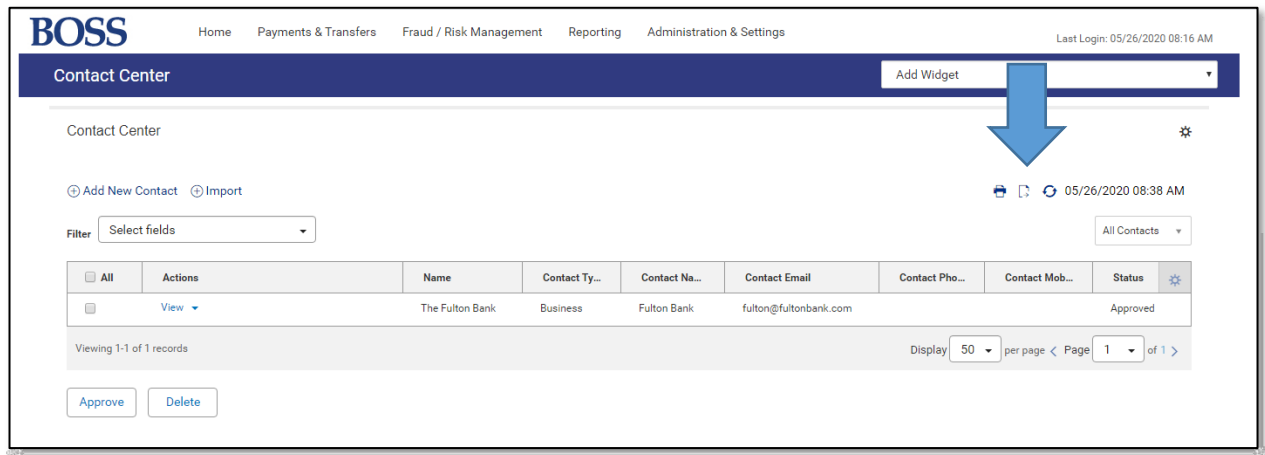 BOSS Home Payments & Transfers Fraud / Risk Management Reporting Administration & Settings Last Login: 05/26/2020 08:16 AM
Contact Center Add Widget
Contact Center
Add New Contact Import 05/26/2020 08:38 AM
Filter Select fields All Contacts
All Actions Name Contact Ty... Contact Na... Contact Email Contact Pho... Contact Mob... Status
View The Fulton Bank Business Fulton Bank fulton@fultonbank.com Approved
Viewing 1-1 of 1 records Display 50 per page < Page 1 of 1 >
Approve Delete